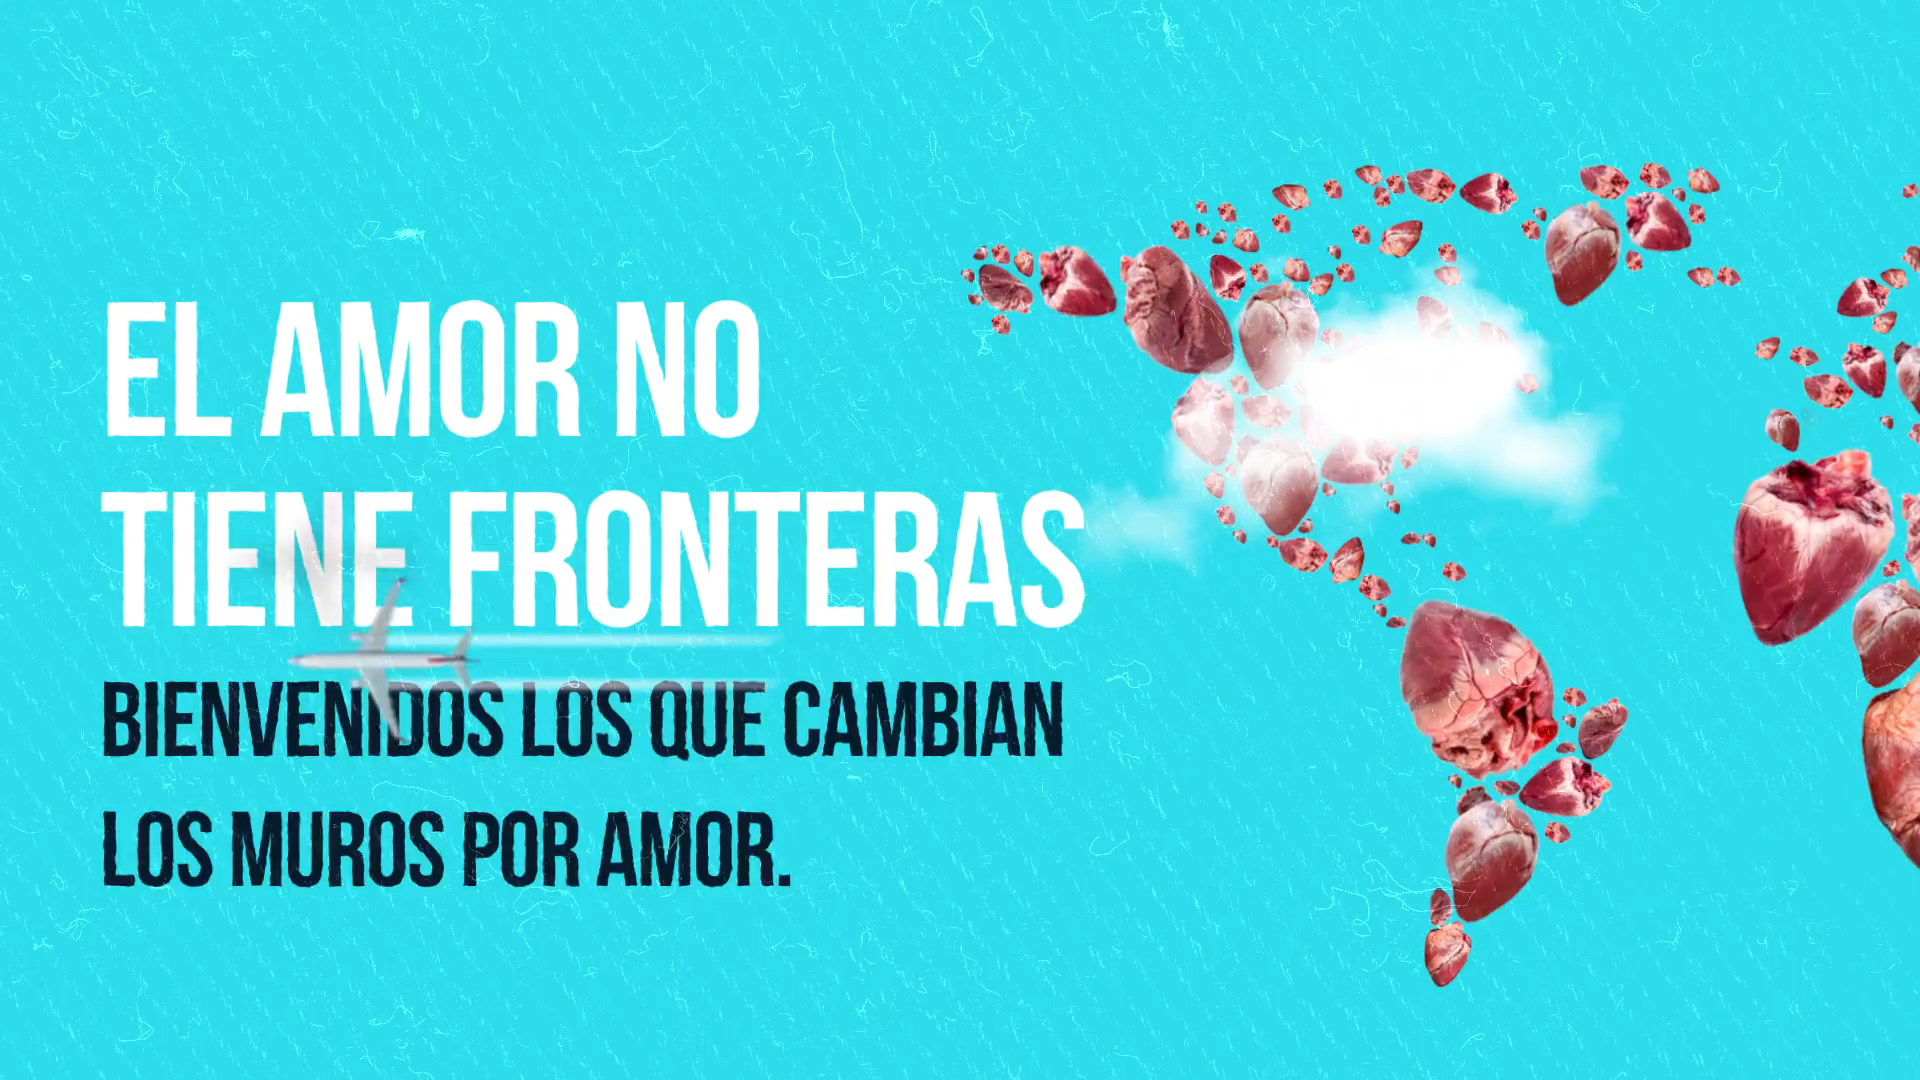 EL AMOR NO
TIENE FRONTERAS
BIENVENIDOS LOS QUE CAMBIAN
LOS MUROS POR AMOR.